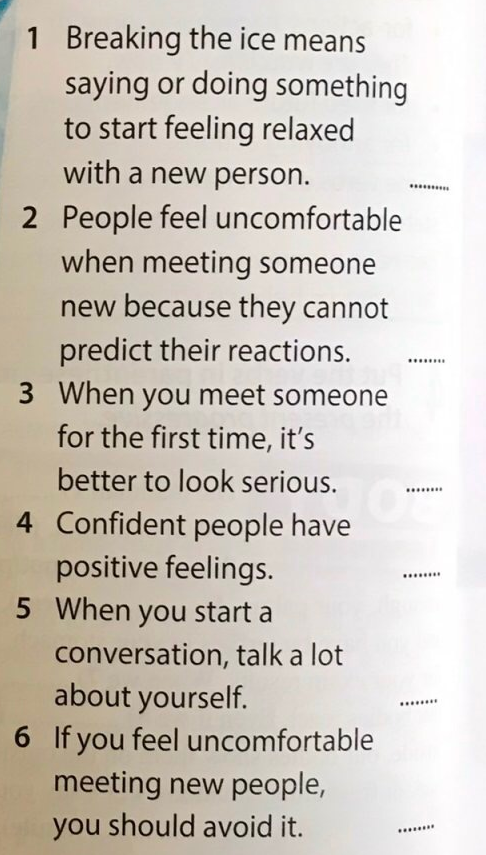 1 Breaking the ice means
saying or doing something
to start feeling relaxed
with a new person. ..........
2 People feel uncomfortable
when meeting someone
new because they cannot
predict their reactions. ........
3 When you meet someone
for the first time, it's
better to look serious. ........
4 Confident people have
positive feelings. ........
5 When you start a
conversation, talk a lot
about yourself. ........
6 If you feel uncomfortable
meeting new people,
you should avoid it. ........